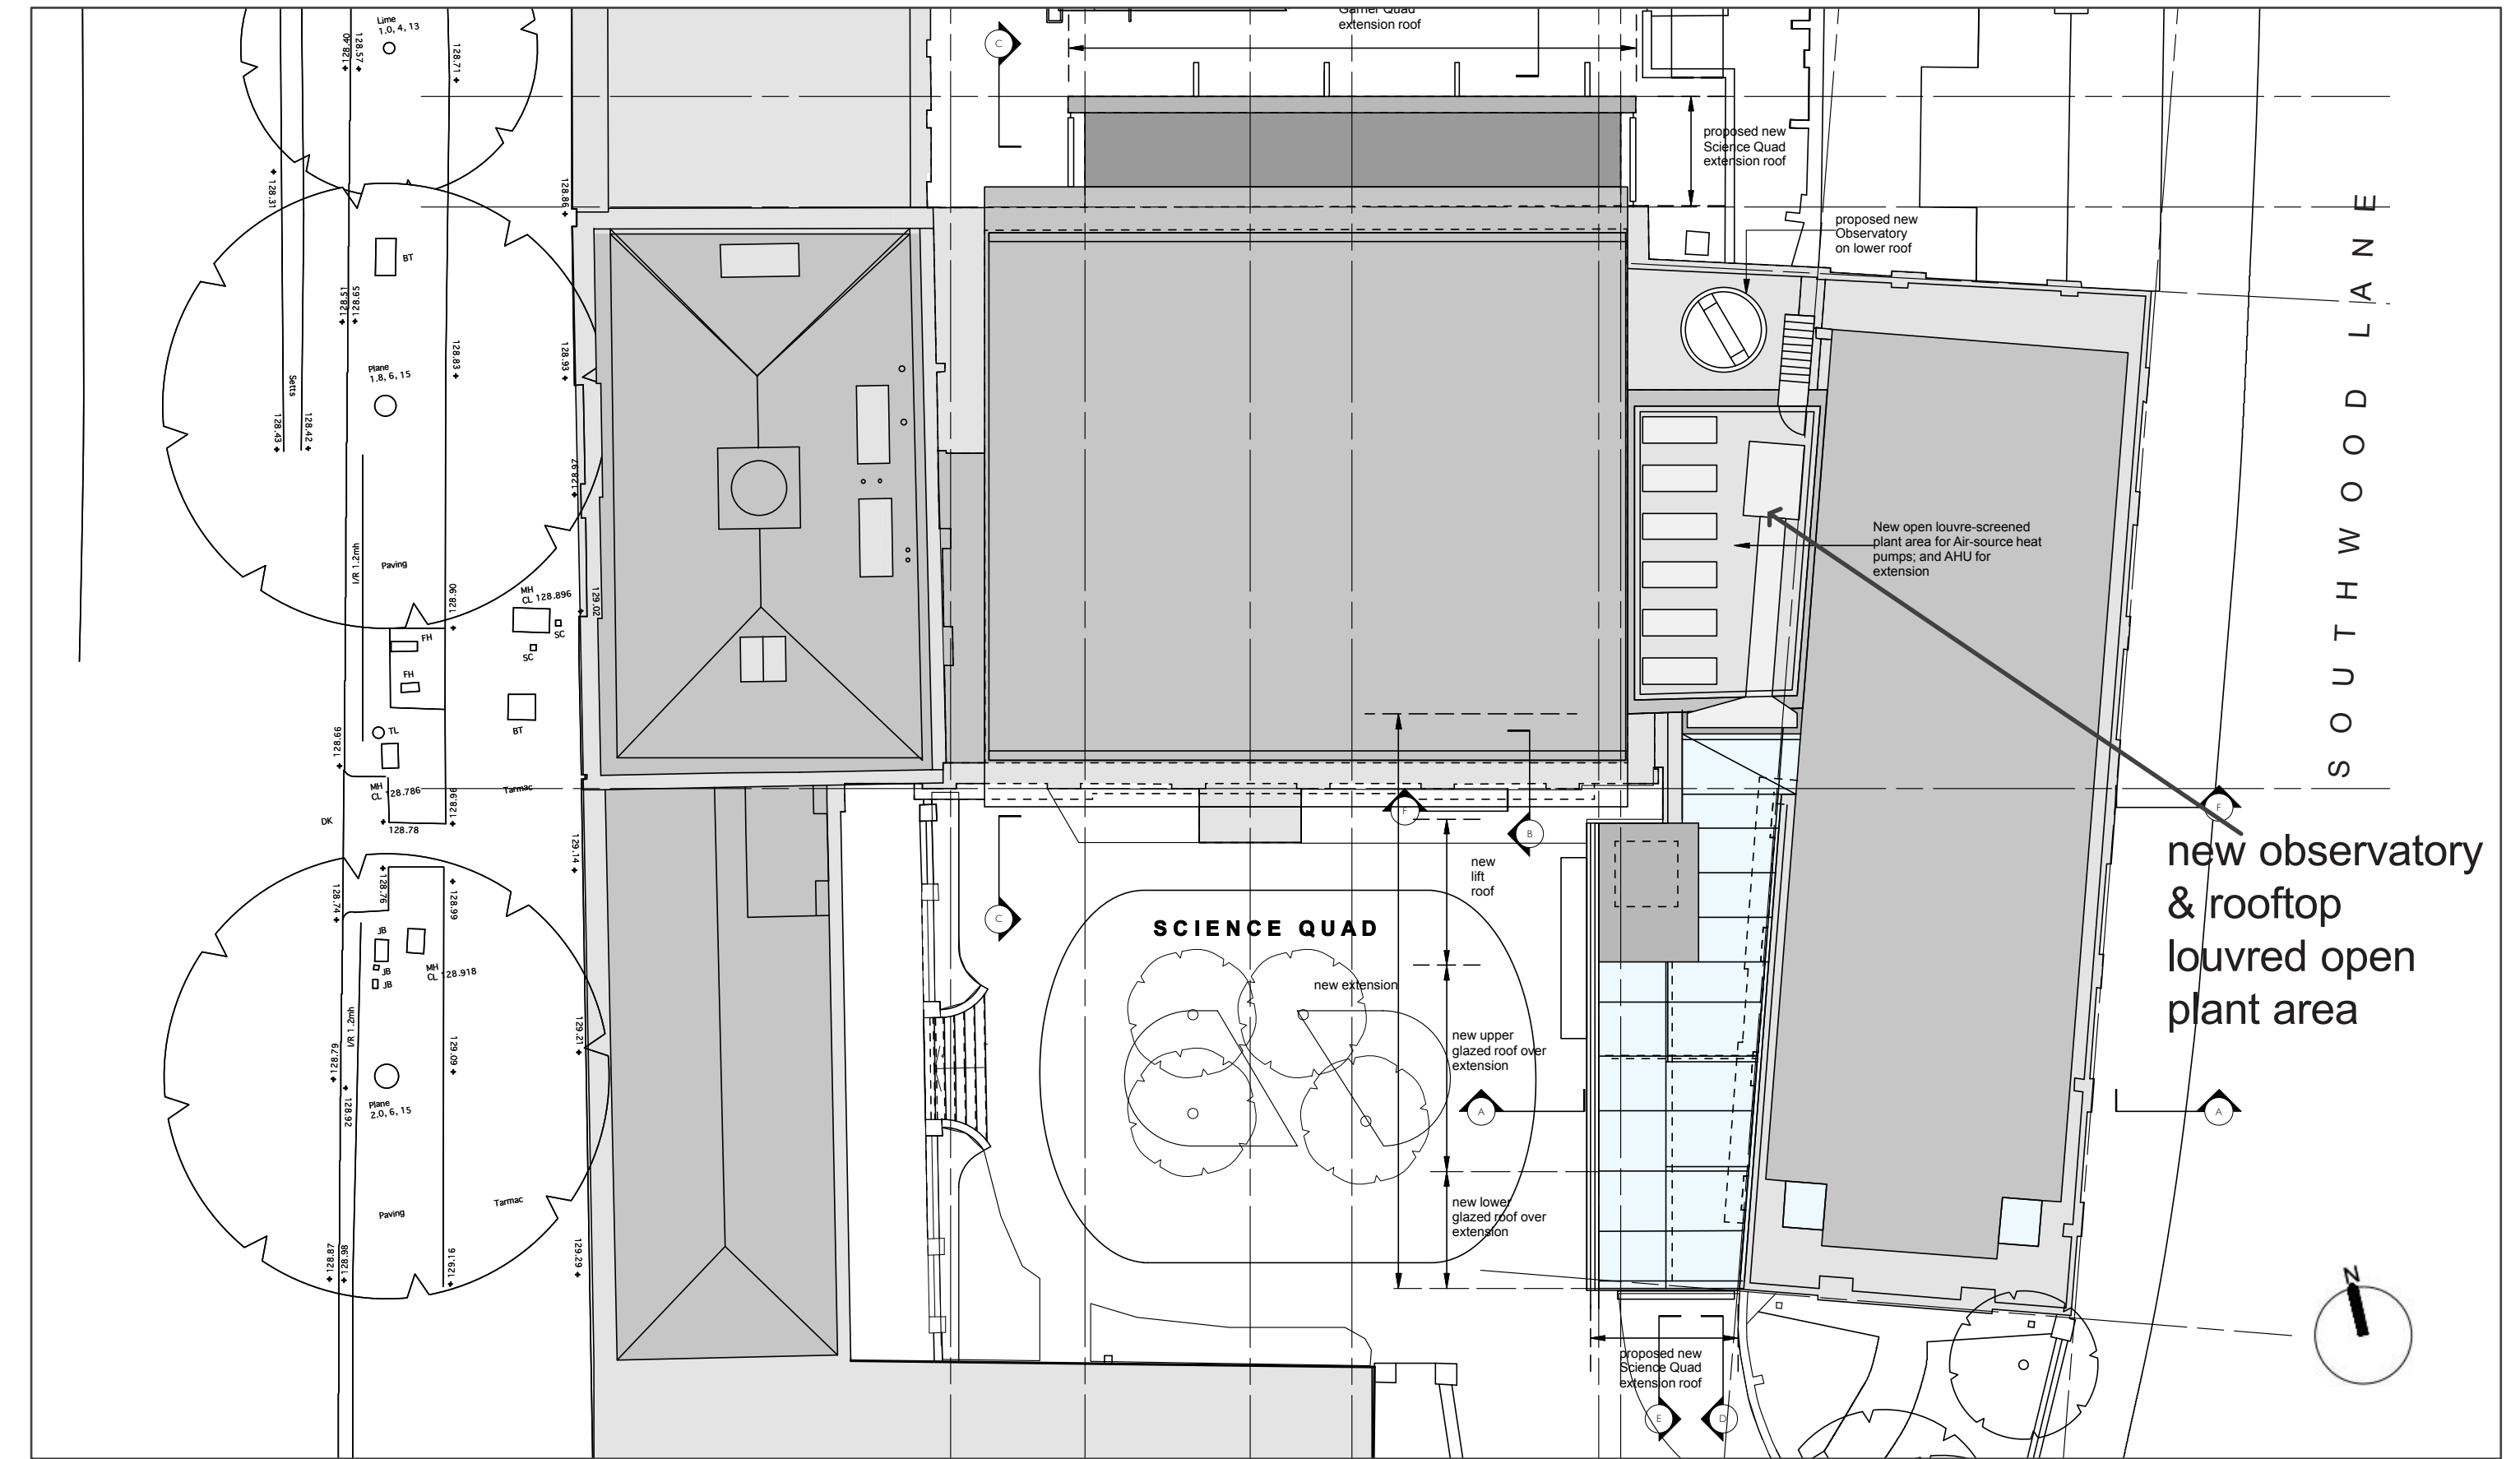 Garner Quad
extension roof
Lime
1.0, 4, 13
128.40
128.57
128.71
C
128.31
128.86
proposed new
Science Quad
extension roof
proposed new
Observatory
on lower roof
SOUTHWOOD LANE
BT
128.51
128.65
128.83
128.93
Plane
1.8, 6, 15
Setts
128.43
128.42
128.97
New open louvre-screened
plant area for Air-source heat
pumps; and AHU for
extension
I/R 1.2mh
Paving
128.90
MH
CL 128.896
129.02
SC
SC
FH
FH
BT
TL
128.66
MH
CL 128.786
Tarmac
DK
128.78
F
B
F
new observatory
& rooftop
louvred open
plant area
new
lift
roof
129.14
128.74
128.76
128.99
C
SCIENCE QUAD
JB
JB
JB
MH
CL 128.918
new extension
I/R 1.2mh
128.79
129.09
129.21
new upper
glazed roof over
extension
A
A
Plane
2.0, 6, 15
128.62
Tarmac
Paving
new lower
glazed roof over
extension
128.87
128.98
129.16
129.29
N
proposed new
Science Quad
extension roof
E
D